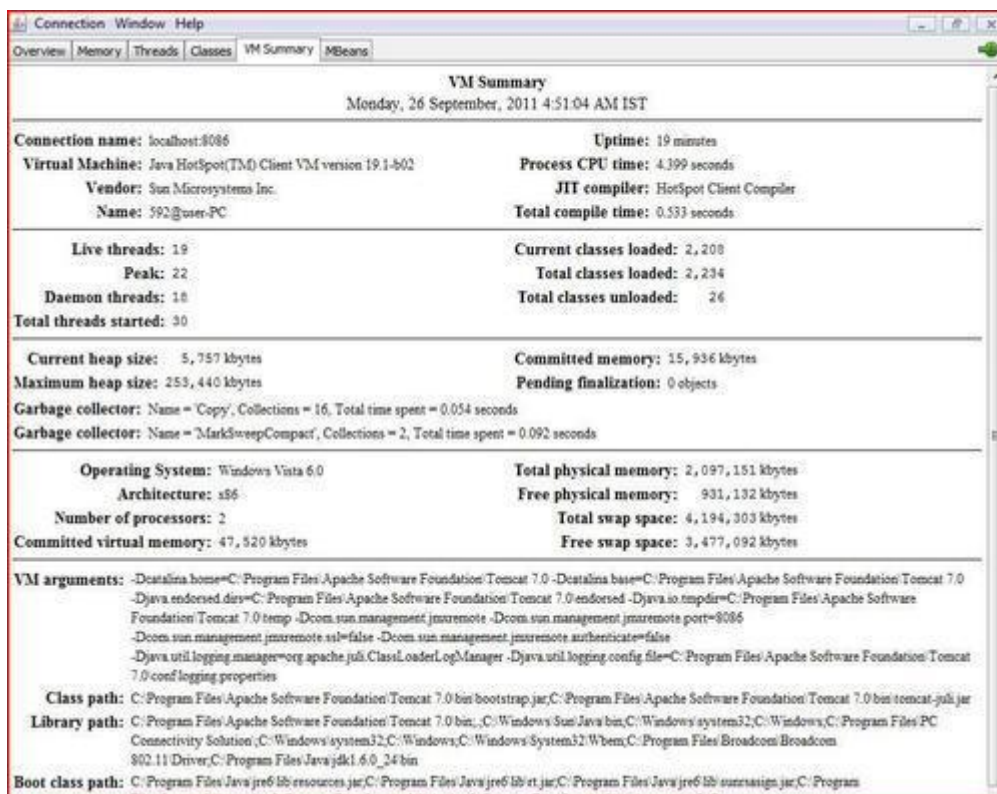 Connection Window Help
Overview Memory Threads Classes VM Summary MBeans
VM Summary
Monday, 26 September, 2011 4:51:04 AM IST
Connection name: localhost:8086
Uptime: 19 minutes
Virtual Machine: Java HotSpot(TM) Client VM version 19.1-b02
Process CPU time: 4.399 seconds
Vendor: Sun Microsystems Inc.
JIT compiler: HotSpot Client Compiler
Name: 592@user-PC
Total compile time: 0.533 seconds
Live threads: 19
Current classes loaded: 2,208
Peak: 22
Total classes loaded: 2,234
Daemon threads: 18
Total classes unloaded: 26
Total threads started: 30
Current heap size: 5,757 kbytes
Committed memory: 15,936 kbytes
Maximum heap size: 253,440 kbytes
Pending finalization: 0 objects
Garbage collector: Name = 'Copy', Collections = 16, Total time spent = 0.054 seconds
Garbage collector: Name = 'MarkSweepCompact', Collections = 2, Total time spent = 0.092 seconds
Operating System: Windows Vista 6.0
Total physical memory: 2,097,151 kbytes
Architecture: x86
Free physical memory: 931,132 kbytes
Number of processors: 2
Total swap space: 4,194,303 kbytes
Committed virtual memory: 47,520 kbytes
Free swap space: 3,477,092 kbytes
VM arguments: -Dcatalina.home=C:\Program Files\Apache Software Foundation\Tomcat 7.0 -Dcatalina.base=C:\Program Files\Apache Software Foundation\Tomcat 7.0
-Djava.endorsed.dirs=C:\Program Files\Apache Software Foundation\Tomcat 7.0\endorsed -Djava.io.tmpdir=C:\Program Files\Apache Software
Foundation\Tomcat 7.0\temp -Dcom.sun.management.jmxremote -Dcom.sun.management.jmxremote.port=8086
-Dcom.sun.management.jmxremote.ssl=false -Dcom.sun.management.jmxremote.authenticate=false
-Djava.util.logging.manager=org.apache.juli.ClassLoaderLogManager -Djava.util.logging.config.file=C:\Program Files\Apache Software Foundation\Tomcat
7.0\conf\logging.properties
Class path: C:\Program Files\Apache Software Foundation\Tomcat 7.0\bin\bootstrap.jar;C:\Program Files\Apache Software Foundation\Tomcat 7.0\bin\tomcat-juli.jar
Library path: C:\Program Files\Apache Software Foundation\Tomcat 7.0\bin;.;C:\Windows\Sun\Java\bin;C:\Windows\system32;C:\Windows;C:\Program Files\PC
Connectivity Solution\;C:\Windows\system32;C:\Windows;C:\Windows\System32\Wbem;C:\Program Files\Broadcom\Broadcom
802.11\Driver;C:\Program Files\Java\jdk1.6.0_24\bin
Boot class path: C:\Program Files\Java\jre6\lib\resources.jar;C:\Program Files\Java\jre6\lib\rt.jar;C:\Program Files\Java\jre6\lib\sunrsasign.jar;C:\Program